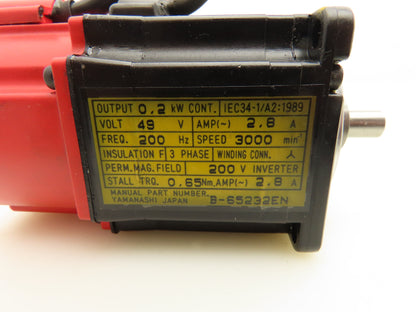 OUTPUT 0.2 kW CONT. IEC34-1/A2:1989
VOLT 49 V AMP(~) 2.8 A
FREQ. 200 Hz SPEED 3000 min⁻¹
INSULATION F 3 PHASE WINDING CONN. 人
PERM.MAG.FIELD 200 V INVERTER
STALL TRQ. 0.65 Nm,AMP(~) 2.8 A
MANUAL PART NUMBER
YAMANASHI JAPAN B-65232EN